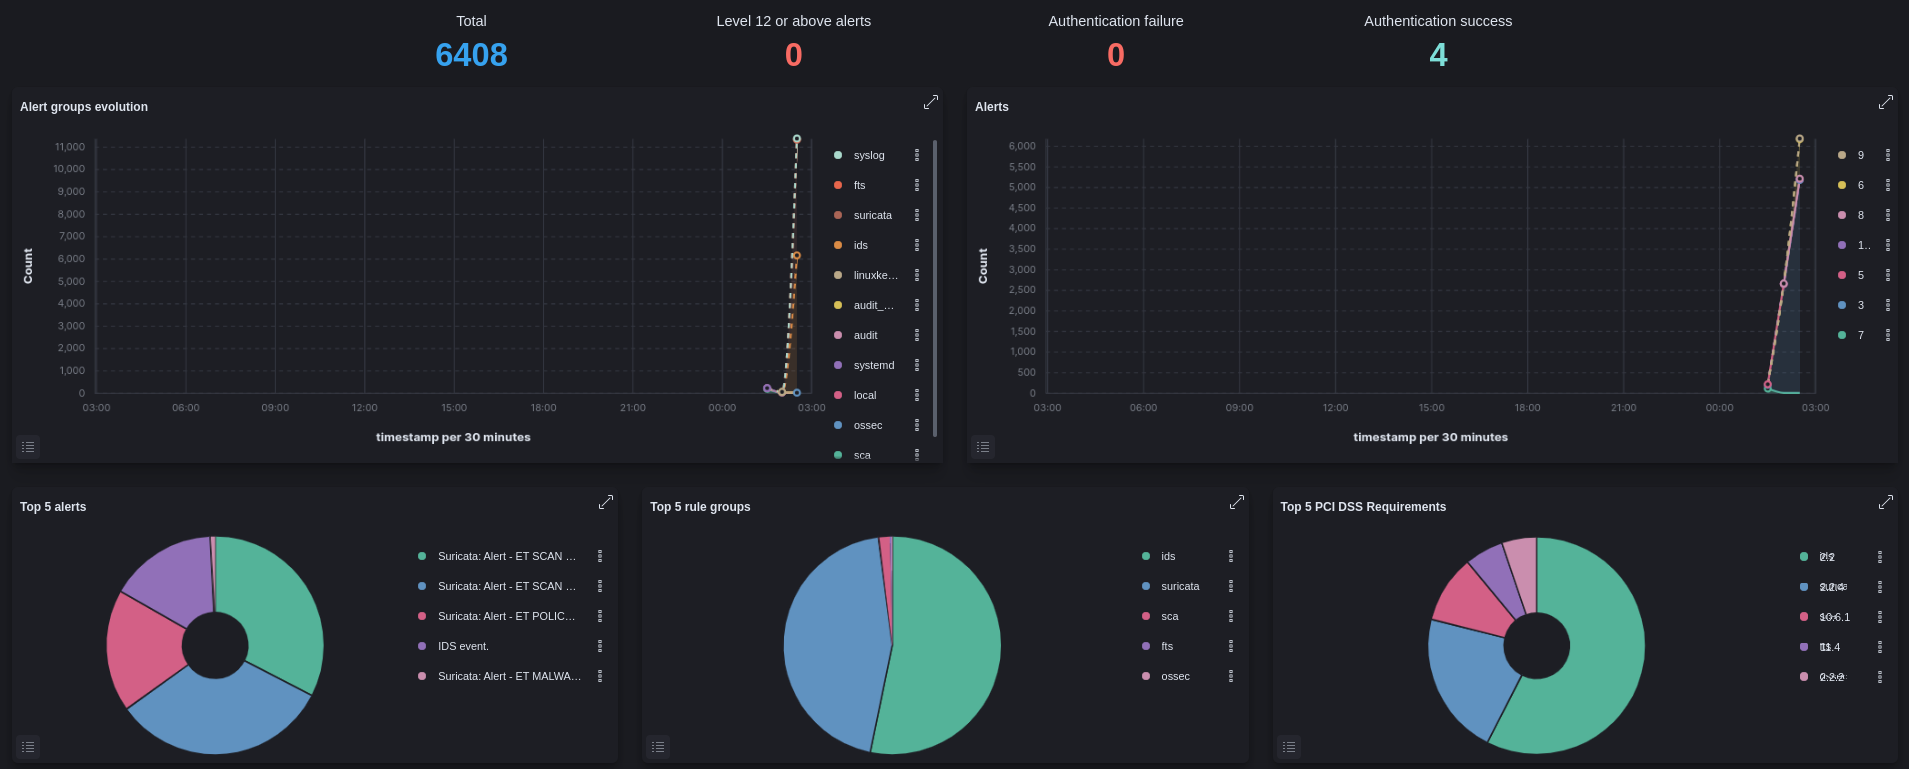 Total
Level 12 or above alerts
Authentication failure
Authentication success
6408
0
0
4
Alert groups evolution
11,000
10,000
9,000
8,000
7,000
6,000
5,000
4,000
3,000
2,000
1,000
0
Count
03:00 06:00 09:00 12:00 15:00 18:00 21:00 00:00 03:00
timestamp per 30 minutes
syslog
fts
suricata
ids
linuxke...
audit_...
audit
systemd
local
ossec
sca
Alerts
6,000
5,500
5,000
4,500
4,000
3,500
3,000
2,500
2,000
1,500
1,000
500
0
Count
03:00 06:00 09:00 12:00 15:00 18:00 21:00 00:00 03:00
timestamp per 30 minutes
9
6
8
1..
5
3
7
Top 5 alerts
Suricata: Alert - ET SCAN ...
Suricata: Alert - ET SCAN ...
Suricata: Alert - ET POLIC...
IDS event.
Suricata: Alert - ET MALWA...
Top 5 rule groups
ids
suricata
sca
fts
ossec
Top 5 PCI DSS Requirements
2.2
2.2.4
10.6.1
11.4
2.2.2